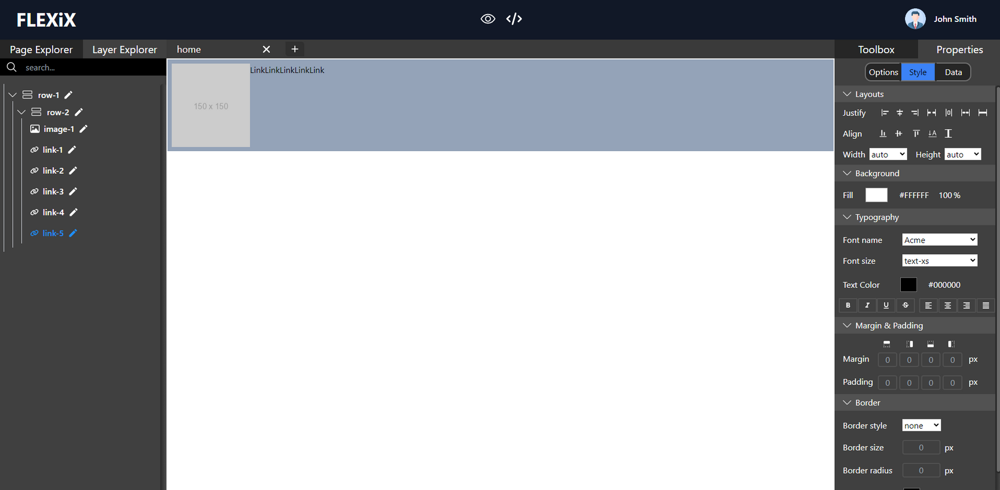 FLEXiX
John Smith
Page Explorer
Layer Explorer
home
Toolbox
Properties
search...
Options
Style
Data
row-1
row-2
image-1
link-1
link-2
link-3
link-4
link-5
150 x 150
LinkLinkLinkLinkLink
Layouts
Justify
Align
Width auto Height auto
Background
Fill #FFFFFF 100 %
Typography
Font name Acme
Font size text-xs
Text Color #000000
B I U S
Margin & Padding
Margin 0 0 0 0 px
Padding 0 0 0 0 px
Border
Border style none
Border size 0 px
Border radius 0 px